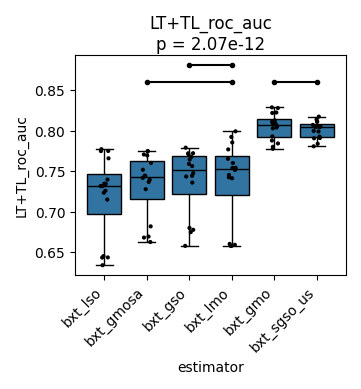 LT+TL_roc_auc
p = 2.07e-12
LT+TL_roc_auc
0.85
0.80
0.75
0.70
0.65
bxt_lso
bxt_gmosa
bxt_gso
bxt_lmo
bxt_gmo
bxt_sgso_us
estimator